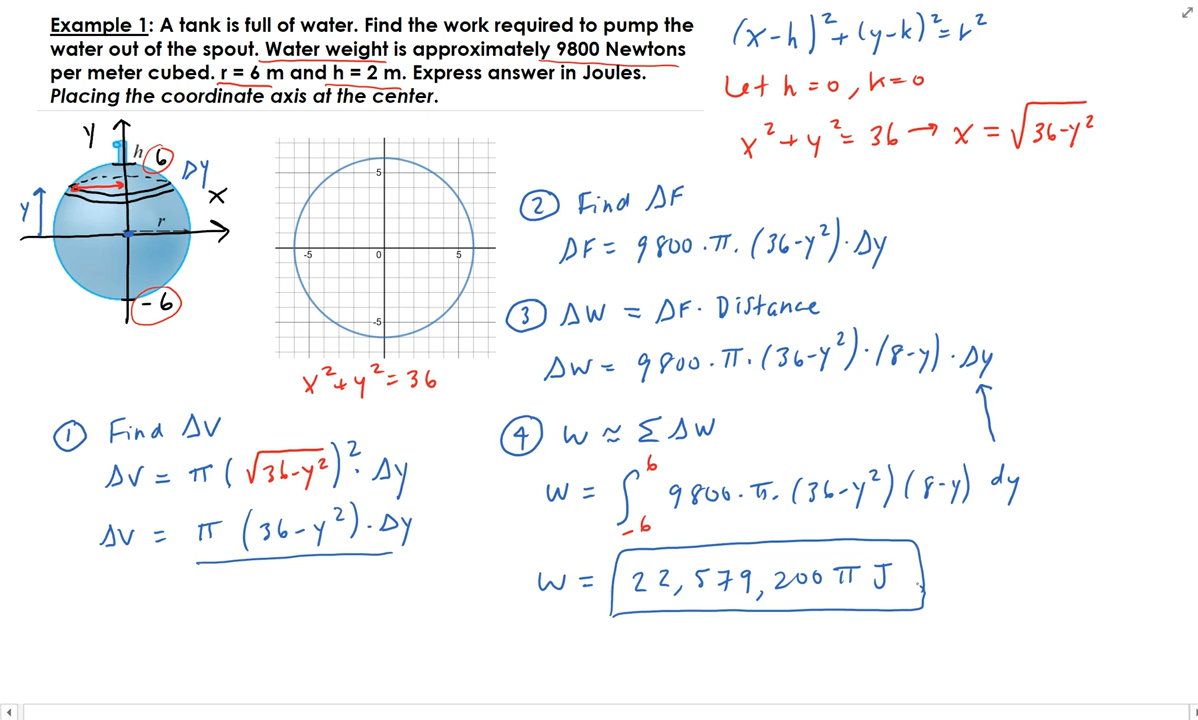 Example 1: A tank is full of water. Find the work required to pump the
water out of the spout. Water weight is approximately 9800 Newtons
per meter cubed. r = 6 m and h = 2 m. Express answer in Joules.
Placing the coordinate axis at the center.
(x-h)²+(y-k)²=r²
Let h=0, k=0
x²+y²=36→x=√36-y²
Y
h
6
ΔY
X
Y
r
-6
5
-5
0
5
-5
x²+y²=36
① Find ΔV
ΔV = π(√36-y²)²·Δy
ΔV = π(36-y²)·Δy
② Find ΔF
ΔF = 9800·π·(36-y²)·Δy
③ ΔW = ΔF·Distance
ΔW = 9800·π·(36-y²)·(8-y)·Δy
④ W ≈ ΣΔW
W = ∫₋₆⁶ 9800·π·(36-y²)(8-y) dy
W = 22,579,200π J